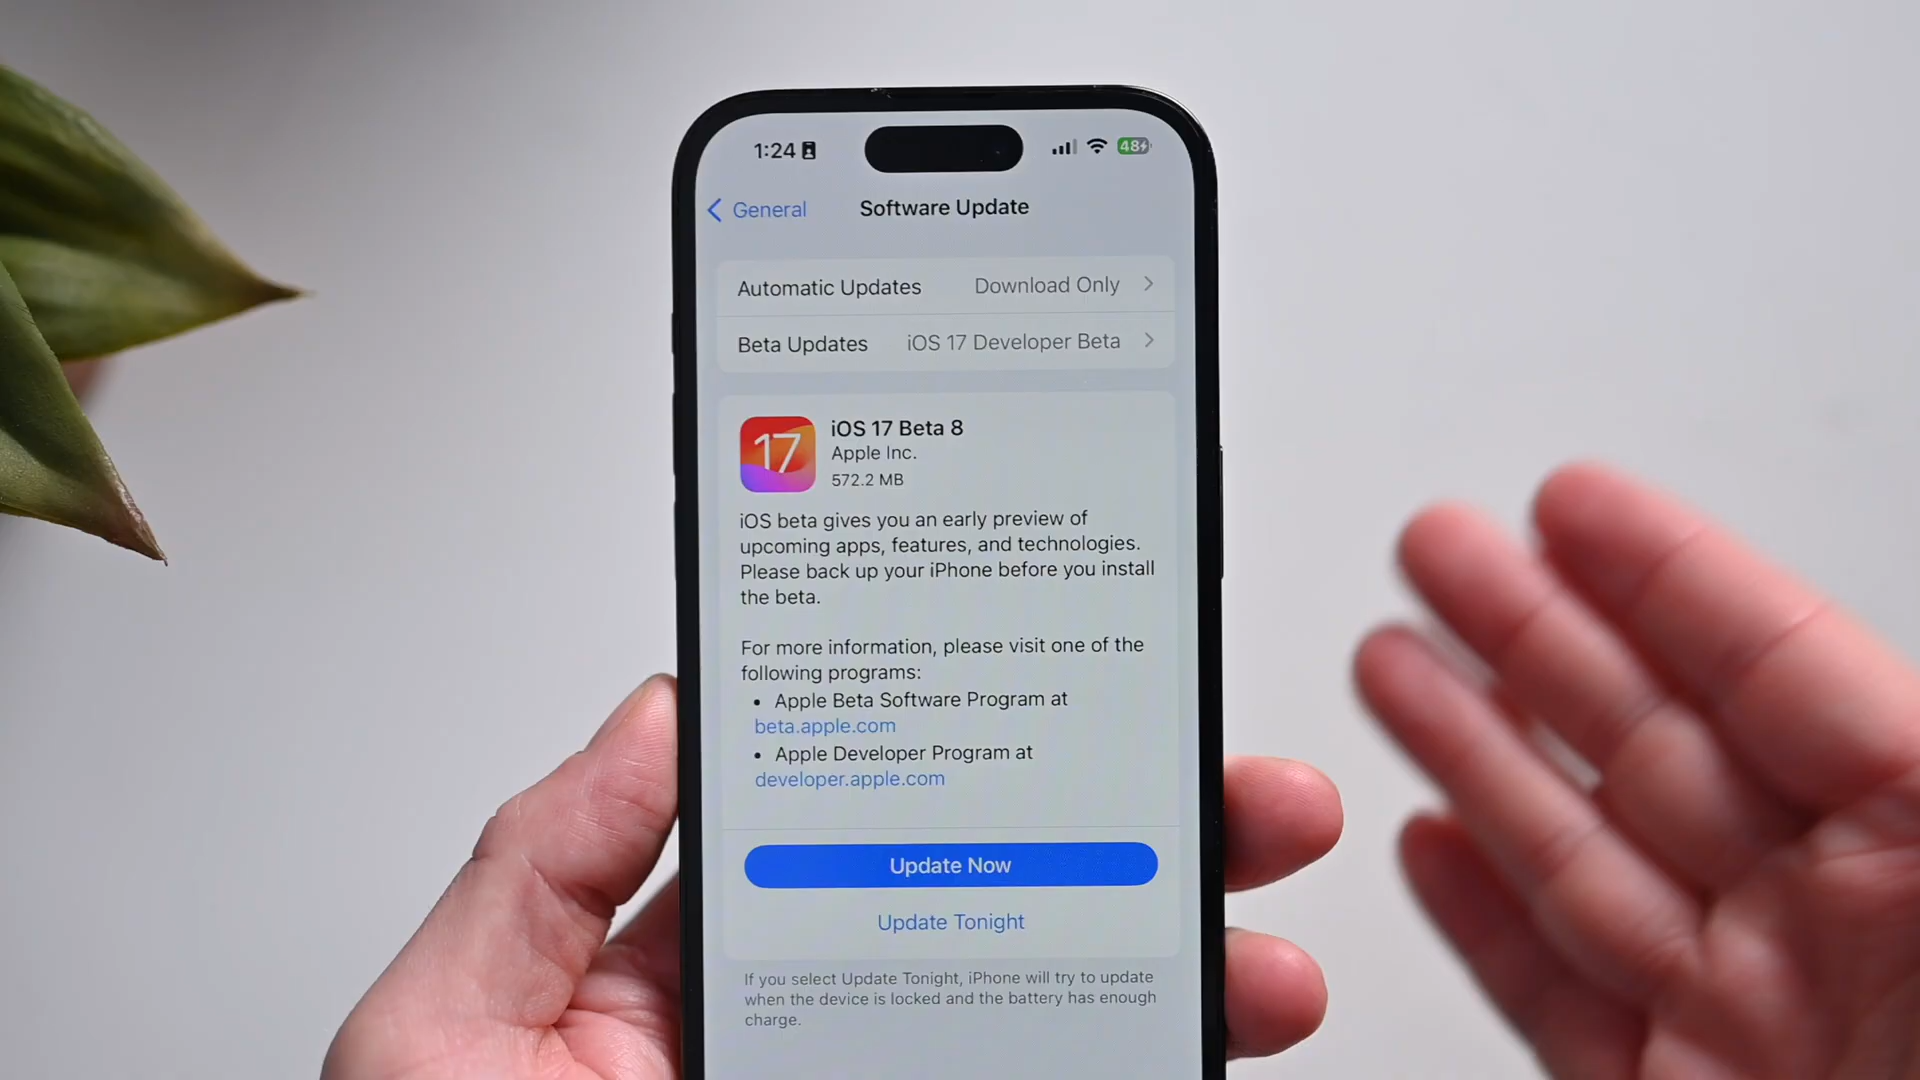 1:24
48
General
Software Update
Automatic Updates Download Only
Beta Updates iOS 17 Developer Beta
17
iOS 17 Beta 8
Apple Inc.
572.2 MB
iOS beta gives you an early preview of
upcoming apps, features, and technologies.
Please back up your iPhone before you install
the beta.
For more information, please visit one of the
following programs:
• Apple Beta Software Program at
beta.apple.com
• Apple Developer Program at
developer.apple.com
Update Now
Update Tonight
If you select Update Tonight, iPhone will try to update
when the device is locked and the battery has enough
charge.